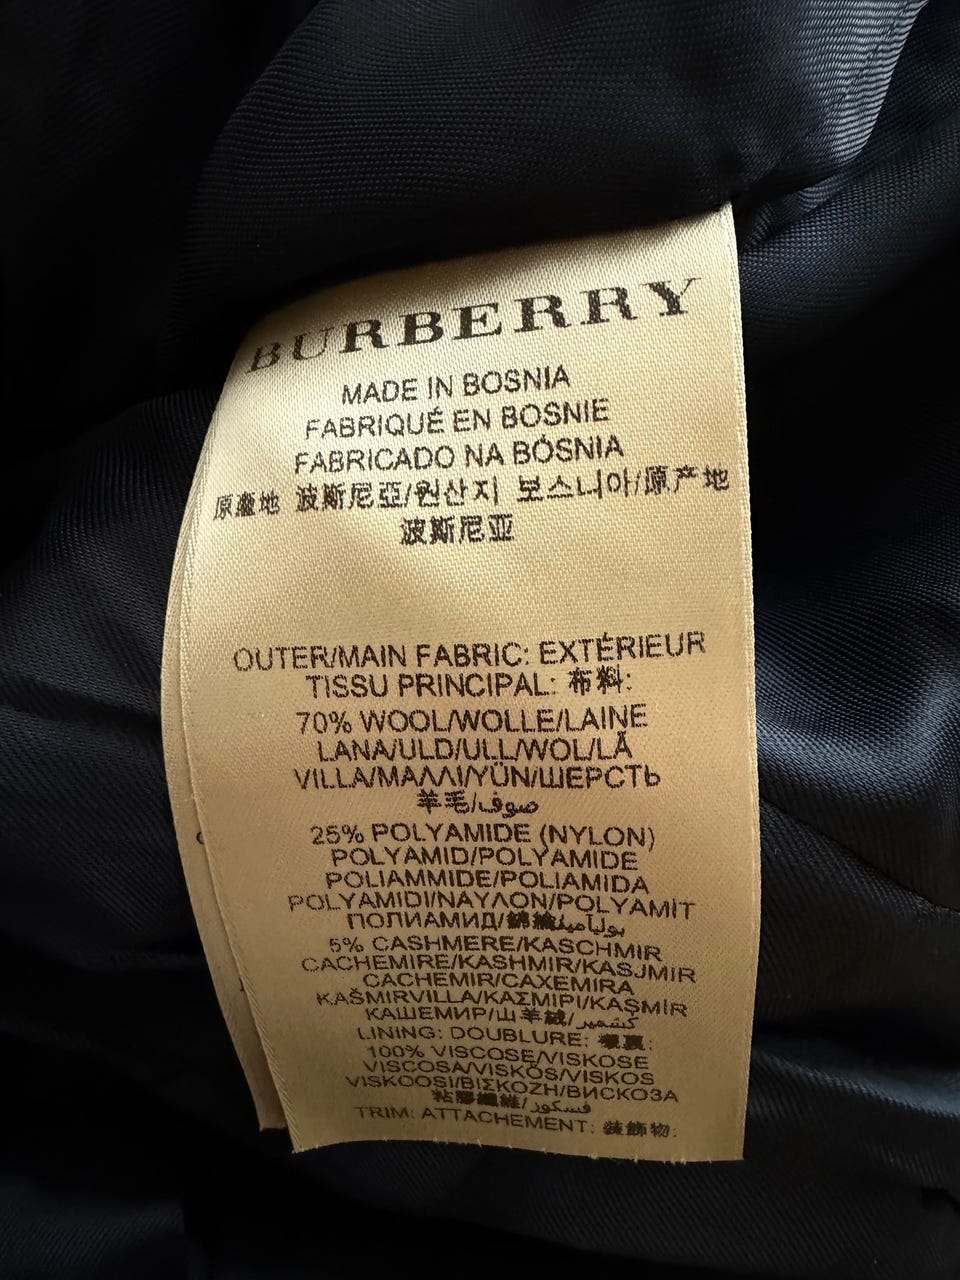 BURBERRY
MADE IN BOSNIA
FABRIQUÉ EN BOSNIE
FABRICADO NA BÓSNIA
原產地 波斯尼亞/원산지 보스니아/原产地
波斯尼亚
OUTER/MAIN FABRIC: EXTÉRIEUR
TISSU PRINCIPAL: 布料:
70% WOOL/WOLLE/LAINE
LANA/ULD/ULL/WOL/LÃ
VILLA/ΜΑΛΛΙ/YÜN/ШЕРСТЬ
羊毛/صوف
25% POLYAMIDE (NYLON)
POLYAMID/POLYAMIDE
POLIAMMIDE/POLIAMIDA
POLYAMIDI/ΝΑΥΛΟΝ/POLYAMİT
ПОЛИАМИД/錦綸/بوليأميد
5% CASHMERE/KASCHMIR
CACHEMIRE/KASHMIR/KASJMIR
CACHEMIR/CAXEMIRA
KAŠMIRVILLA/ΚΑΣΜΙΡΙ/KAŞMİR
КАШЕМИР/山羊絨/كشمير
LINING: DOUBLURE: 裏:
100% VISCOSE/VISKOSE
VISCOSA/VISKÓS/VISKOS
VISKOOSI/ΒΙΣΚΟΖΗ/ВИСКОЗА
粘膠纖維/فسكوز
TRIM: ATTACHEMENT: 装飾物: